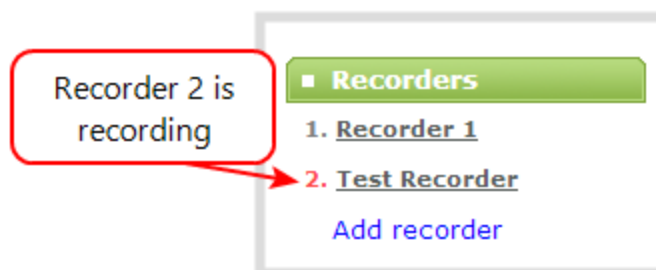 Recorder 2 is
recording
Recorders
1. Recorder 1
2. Test Recorder
Add recorder